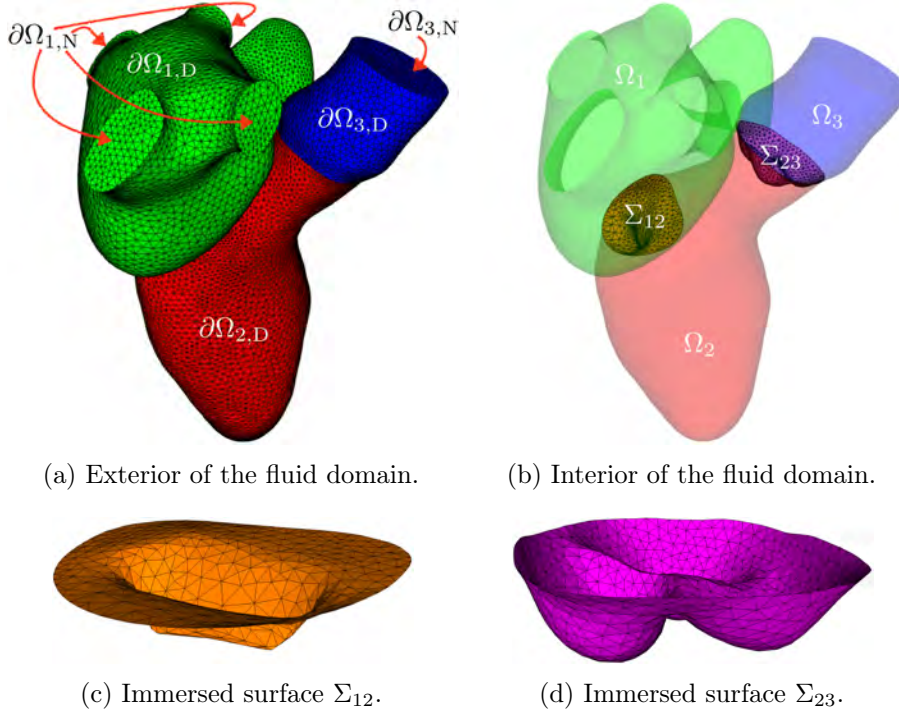 ∂Ω₁,N
∂Ω₁,D
∂Ω₃,N
∂Ω₃,D
∂Ω₂,D
Ω₁
Ω₃
Σ₂₃
Σ₁₂
Ω₂
(a) Exterior of the fluid domain.
(b) Interior of the fluid domain.
(c) Immersed surface Σ₁₂.
(d) Immersed surface Σ₂₃.